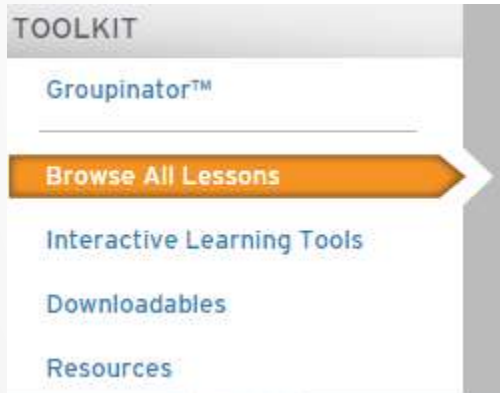 TOOLKIT
Groupinator™
Browse All Lessons
Interactive Learning Tools
Downloadables
Resources